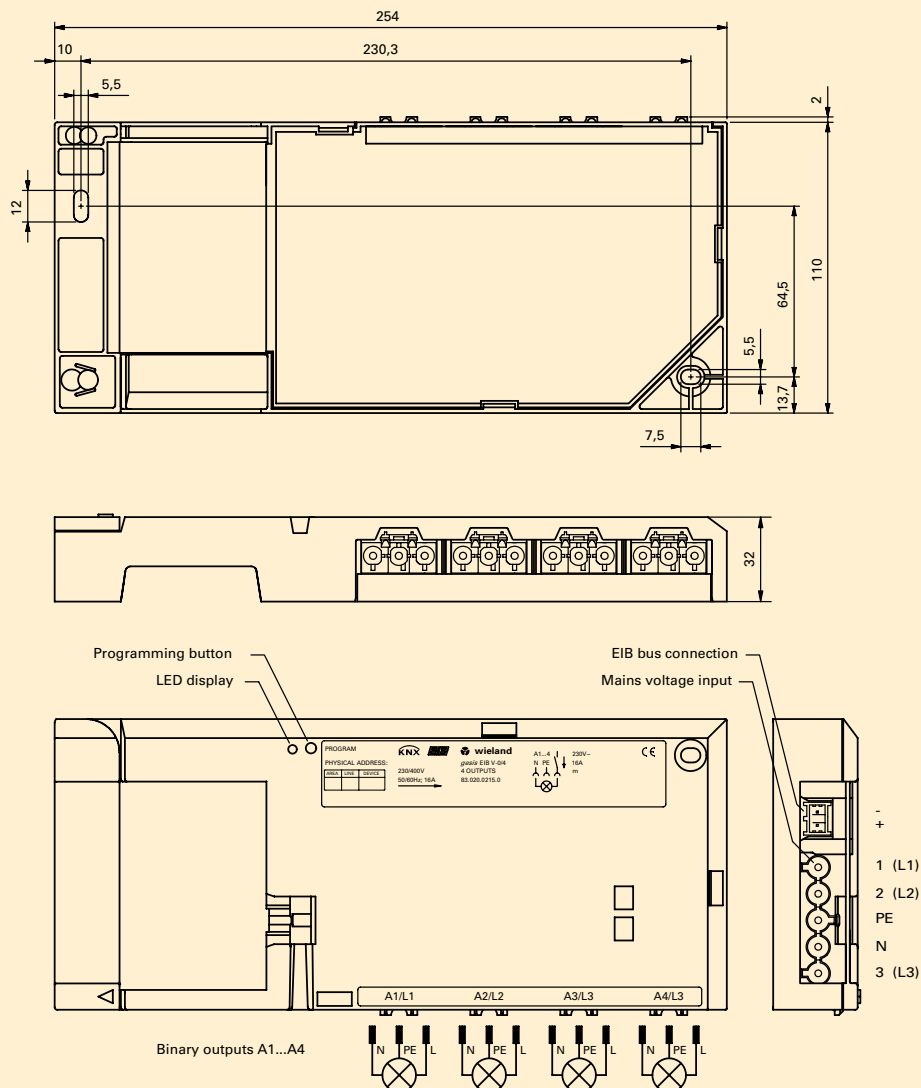 254
10
230,3
5,5
2
12
64,5
110
5,5
13,7
7,5
32
Programming button
LED display
EIB bus connection
Mains voltage input
PROGRAM
PHYSICAL ADDRESS:
AREA LINE DEVICE
KNX
230/400V
50/60Hz; 16A
wieland
gesis EIB V-0/4
4 OUTPUTS
83.020.0215.0
A1...4
N PE
230V~
16A
m
CE
-
+
1 (L1)
2 (L2)
PE
N
3 (L3)
A1/L1 A2/L2 A3/L3 A4/L3
Binary outputs A1...A4
N PE L N PE L N PE L N PE L